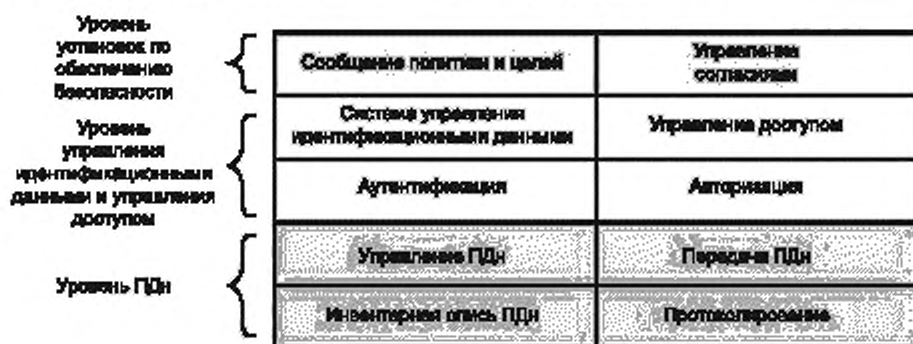 Уровень
установок по
обеспечению
безопасности
Сообщение политик и целей
Управление
согласиями
Уровень
управления
идентификационными
данными и управления
доступом
Система управления
идентификационными данными
Управление доступом
Аутентификация
Авторизация
Уровень ПДн
Управление ПДн
Передача ПДн
Инвентарная опись ПДн
Протоколирование